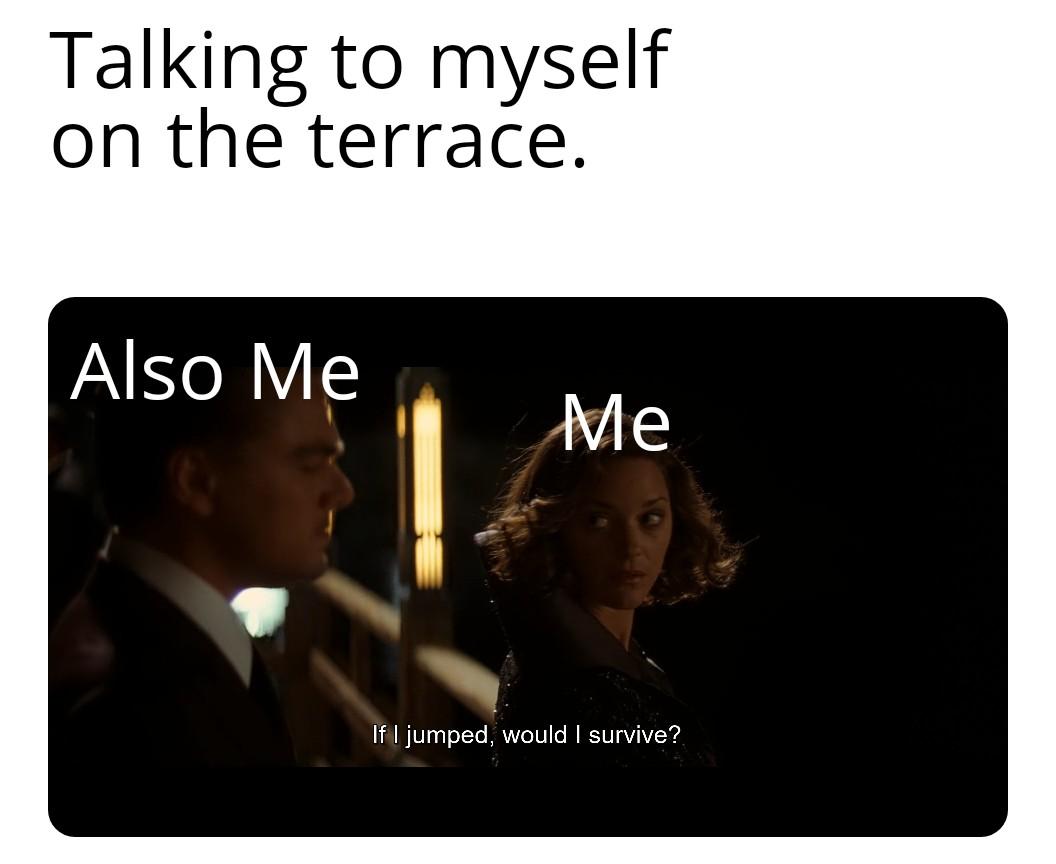 Talking to myself
on the terrace.
Also Me
Me
If I jumped, would I survive?